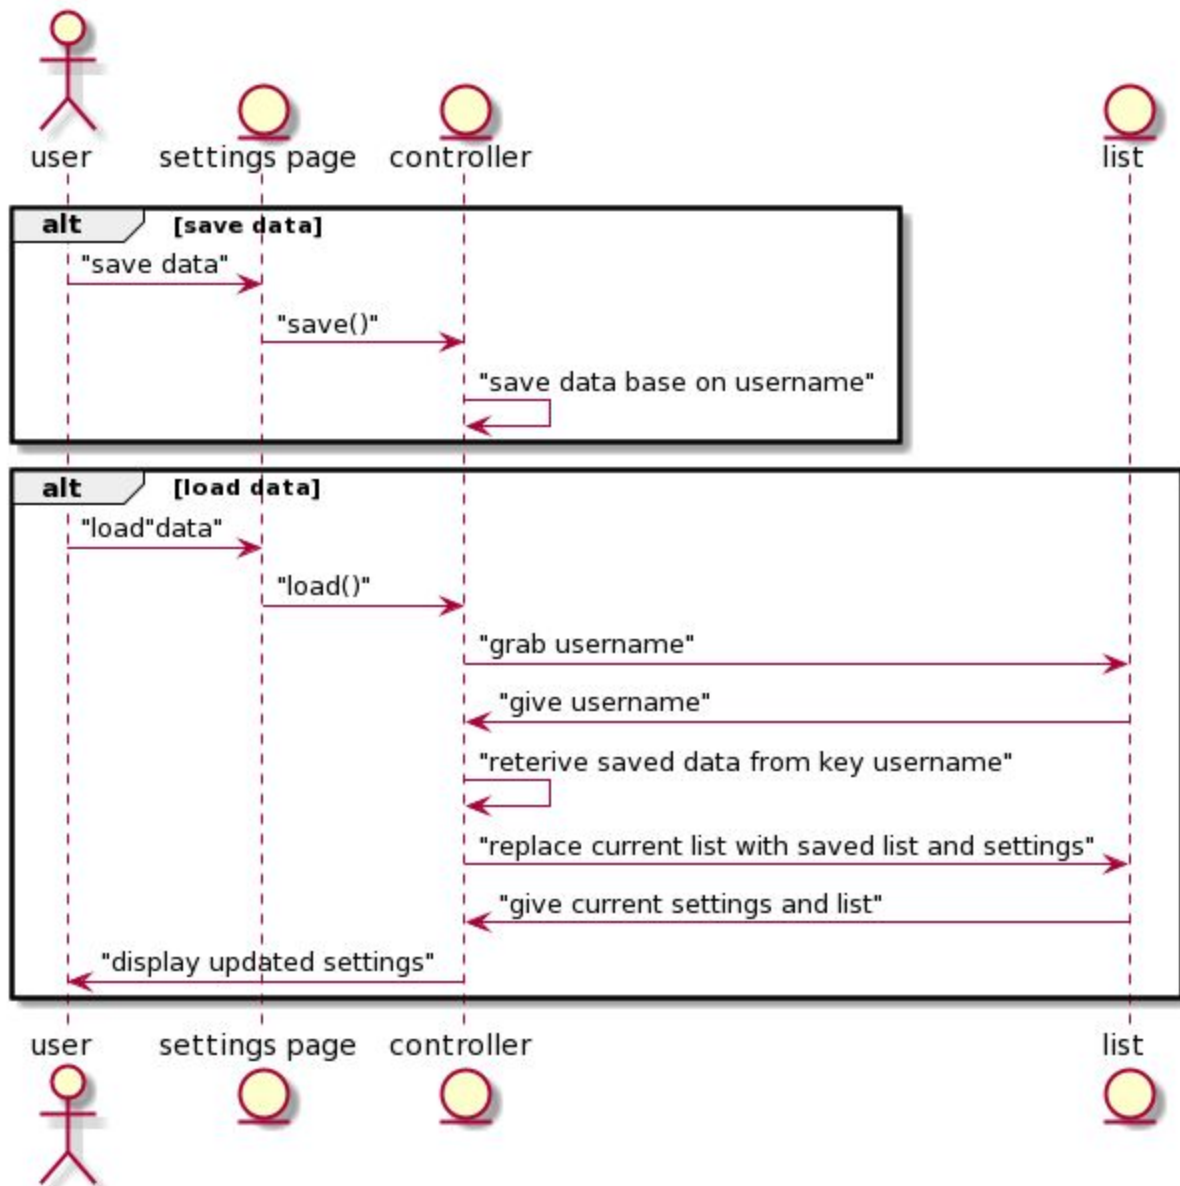 user
settings page
controller
list
alt [save data]
"save data"
"save()"
"save data base on username"
alt [load data]
"load"data"
"load()"
"grab username"
"give username"
"reterive saved data from key username"
"replace current list with saved list and settings"
"give current settings and list"
"display updated settings"
user
settings page
controller
list